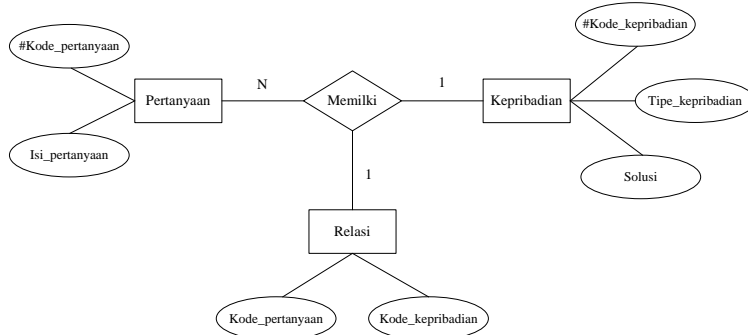 #Kode_pertanyaan
#Kode_kepribadian
Pertanyaan
N
Memilki
1
Kepribadian
Tipe_kepribadian
Isi_pertanyaan
Solusi
1
Relasi
Kode_pertanyaan
Kode_kepribadian